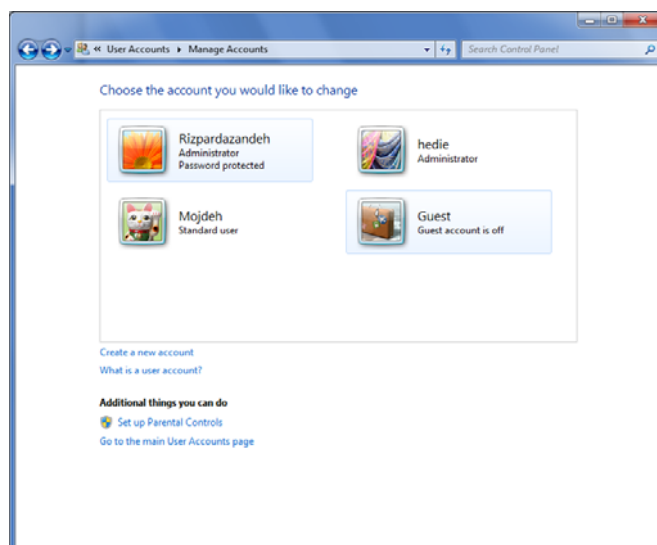 « User Accounts ▸ Manage Accounts
Search Control Panel
Choose the account you would like to change
Rizpardazandeh
Administrator
Password protected
hedie
Administrator
Mojdeh
Standard user
Guest
Guest account is off
Create a new account
What is a user account?
Additional things you can do
Set up Parental Controls
Go to the main User Accounts page